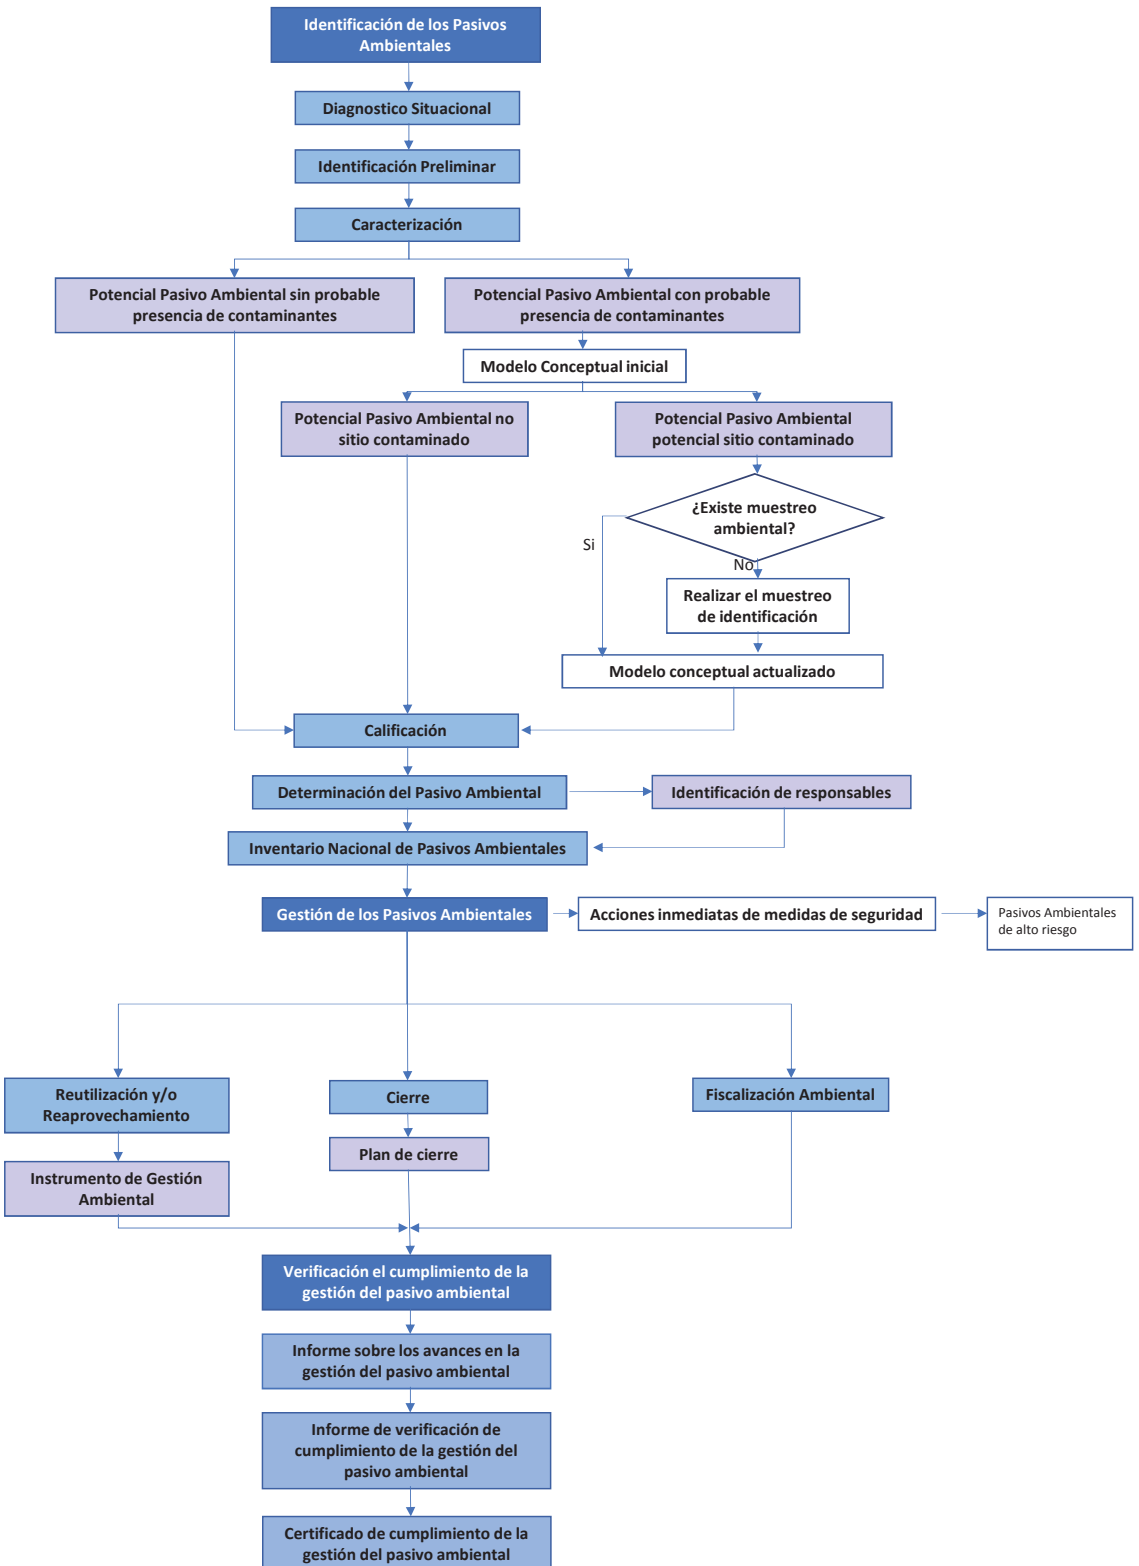 Identificación de los Pasivos
Ambientales
Diagnostico Situacional
Identificación Preliminar
Caracterización
Potencial Pasivo Ambiental sin probable
presencia de contaminantes
Potencial Pasivo Ambiental con probable
presencia de contaminantes
Modelo Conceptual inicial
Potencial Pasivo Ambiental no
sitio contaminado
Potencial Pasivo Ambiental
potencial sitio contaminado
¿Existe muestreo
ambiental?
Si
No
Realizar el muestreo
de identificación
Modelo conceptual actualizado
Calificación
Determinación del Pasivo Ambiental
Identificación de responsables
Inventario Nacional de Pasivos Ambientales
Gestión de los Pasivos Ambientales
Acciones inmediatas de medidas de seguridad
Pasivos Ambientales
de alto riesgo
Reutilización y/o
Reaprovechamiento
Cierre
Fiscalización Ambiental
Plan de cierre
Instrumento de Gestión
Ambiental
Verificación el cumplimiento de la
gestión del pasivo ambiental
Informe sobre los avances en la
gestión del pasivo ambiental
Informe de verificación de
cumplimiento de la gestión del
pasivo ambiental
Certificado de cumplimiento de la
gestión del pasivo ambiental